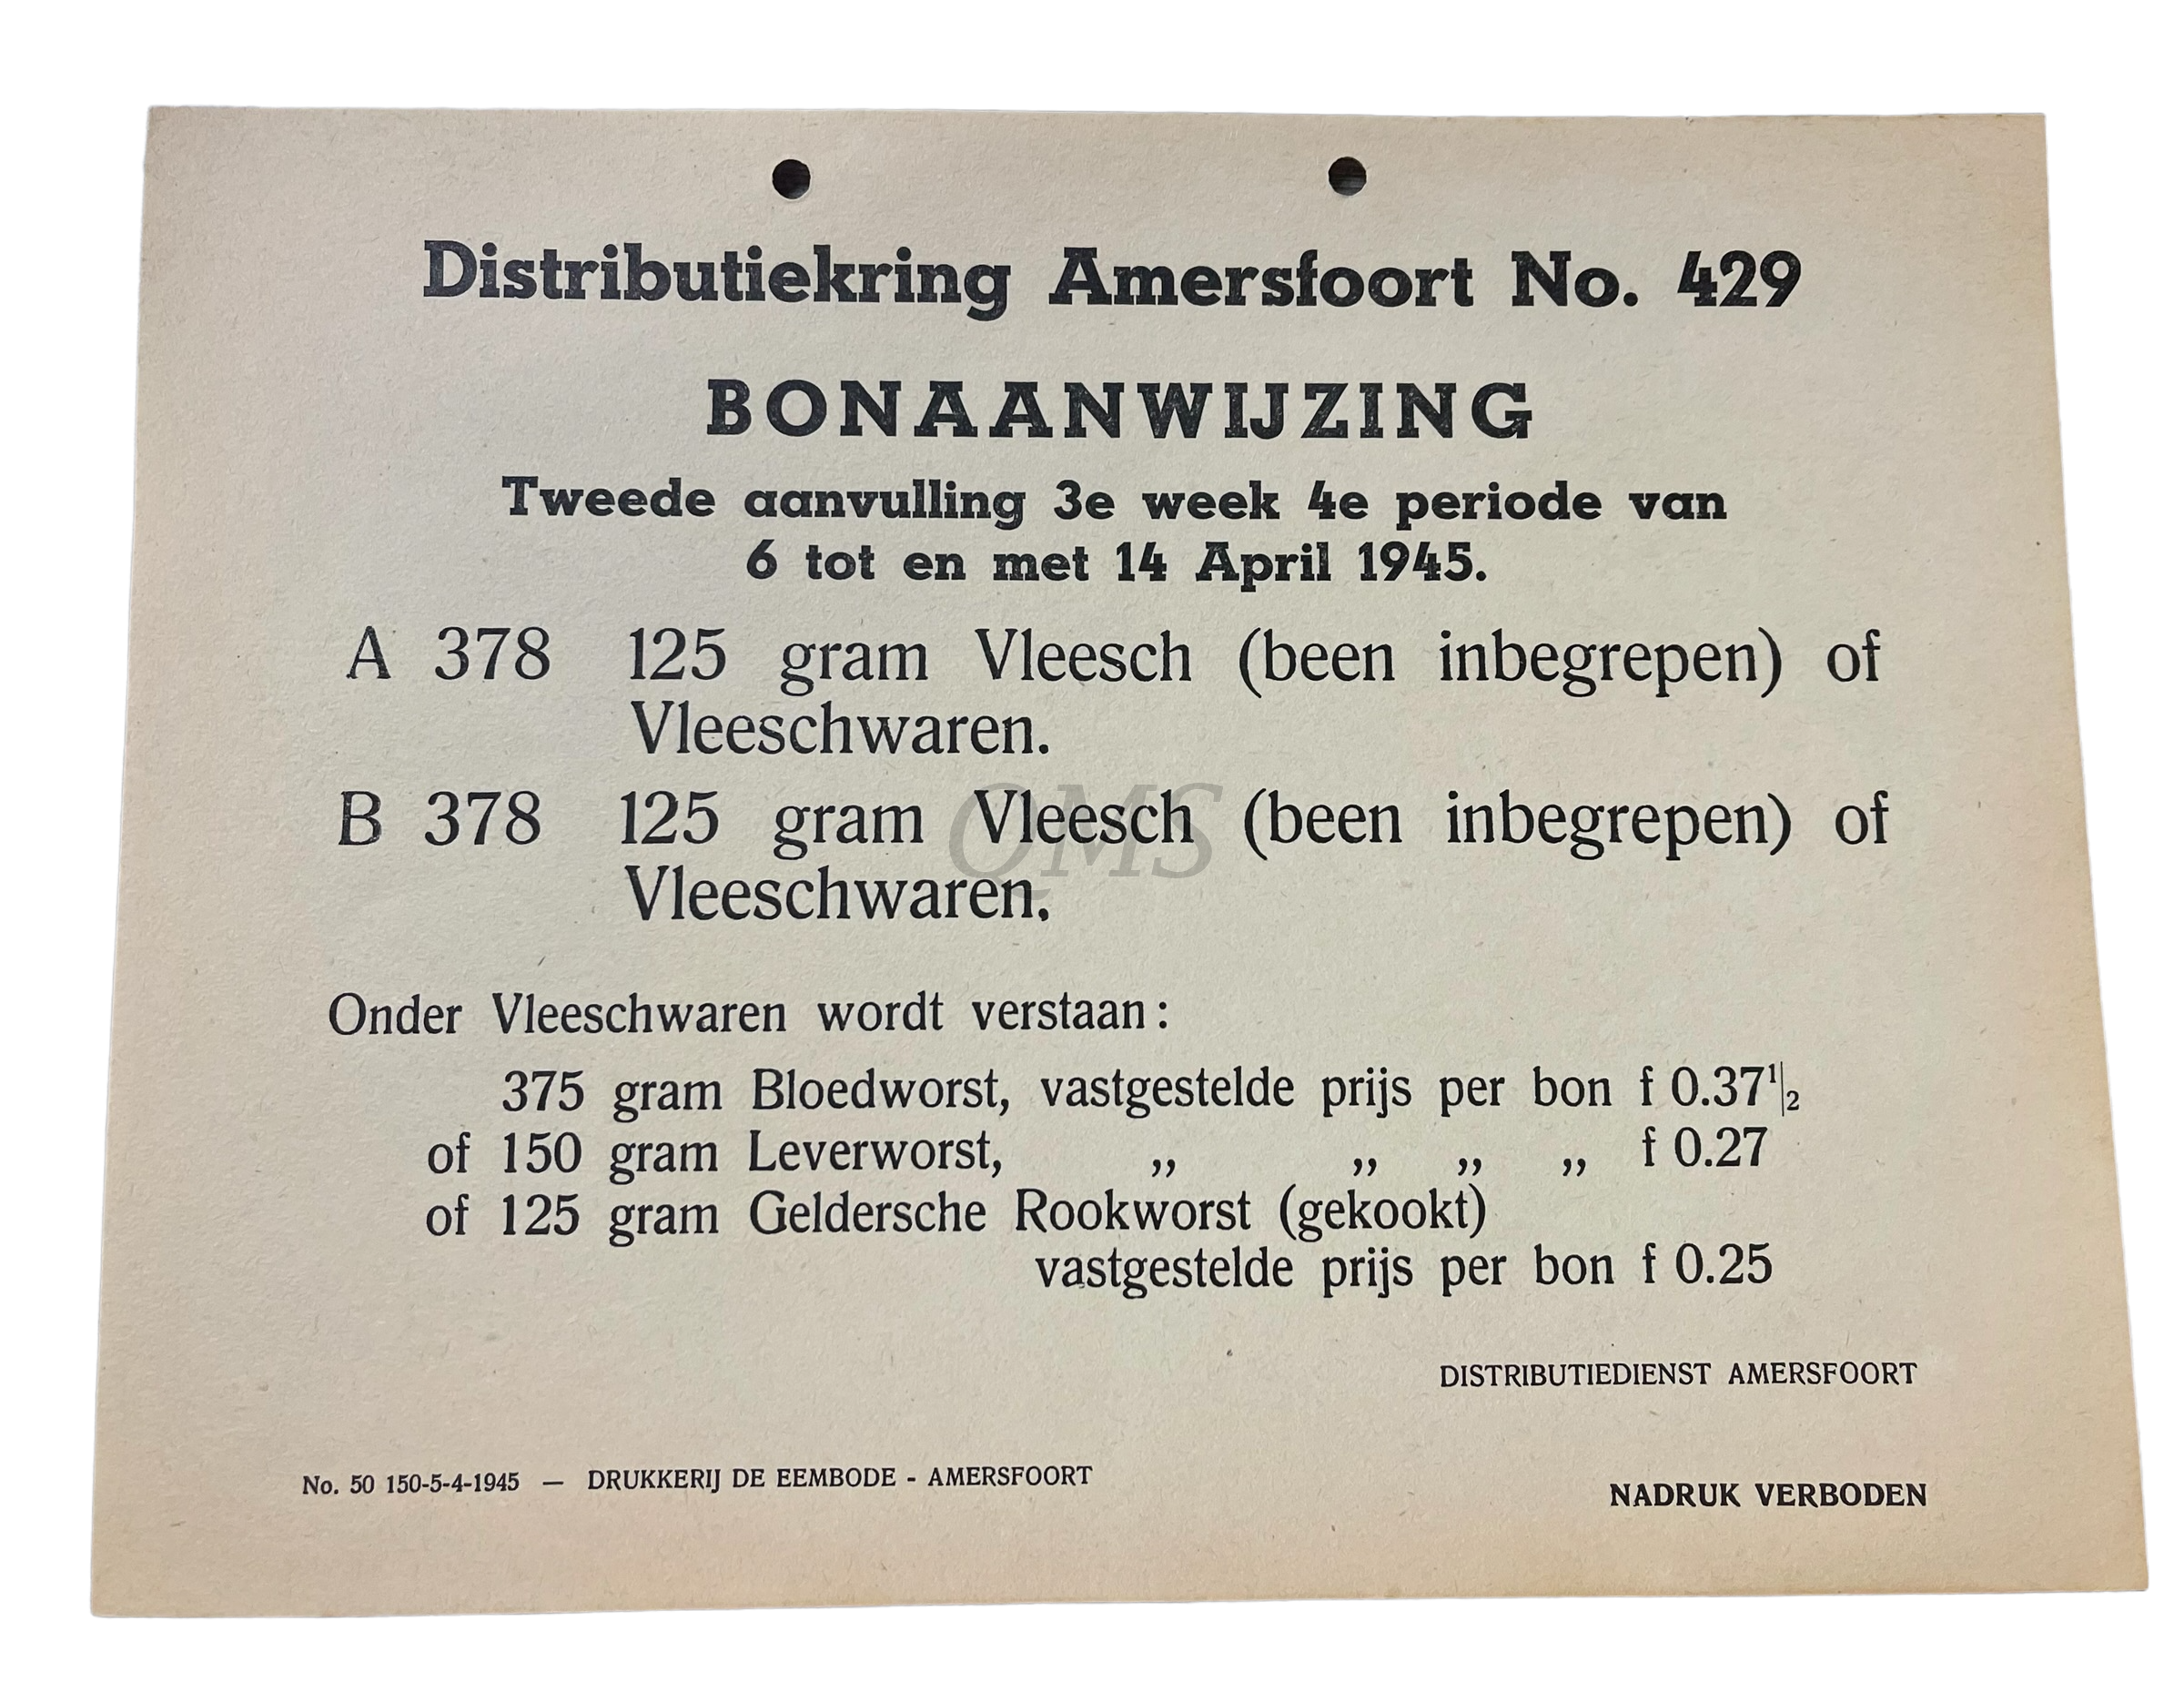 Distributiekring Amersfoort No. 429
BONAANWIJZING
Tweede aanvulling 3e week 4e periode van
6 tot en met 14 April 1945.
A 378 125 gram Vleesch (been inbegrepen) of
Vleeschwaren.
B 378 125 gram Vleesch (been inbegrepen) of
Vleeschwaren.
QMS
Onder Vleeschwaren wordt verstaan:
375 gram Bloedworst, vastgestelde prijs per bon f 0.37½
of 150 gram Leverworst, „ „ „ „ f 0.27
of 125 gram Geldersche Rookworst (gekookt)
vastgestelde prijs per bon f 0.25
DISTRIBUTIEDIENST AMERSFOORT
No. 50 150-5-4-1945 — DRUKKERIJ DE EEMBODE - AMERSFOORT
NADRUK VERBODEN